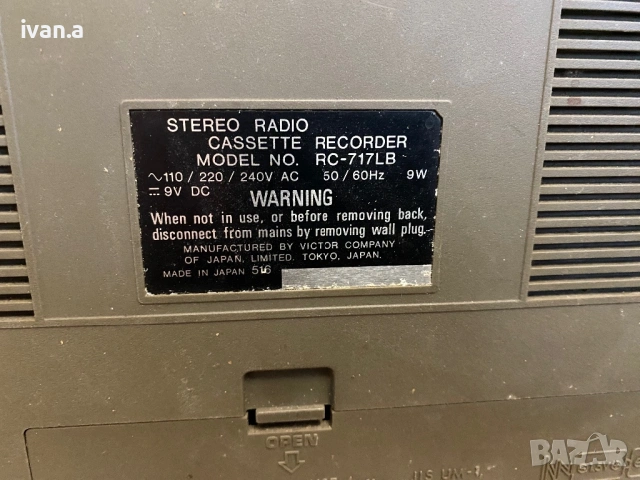 ivan.a
STEREO RADIO
CASSETTE RECORDER
MODEL NO. RC-717LB
∿110 / 220 / 240V AC 50 / 60Hz 9W
⎓ 9V DC
WARNING
When not in use, or before removing back,
disconnect from mains by removing wall plug.
MANUFACTURED BY VICTOR COMPANY
OF JAPAN, LIMITED. TOKYO, JAPAN.
MADE IN JAPAN 516
OPEN
BAZAR